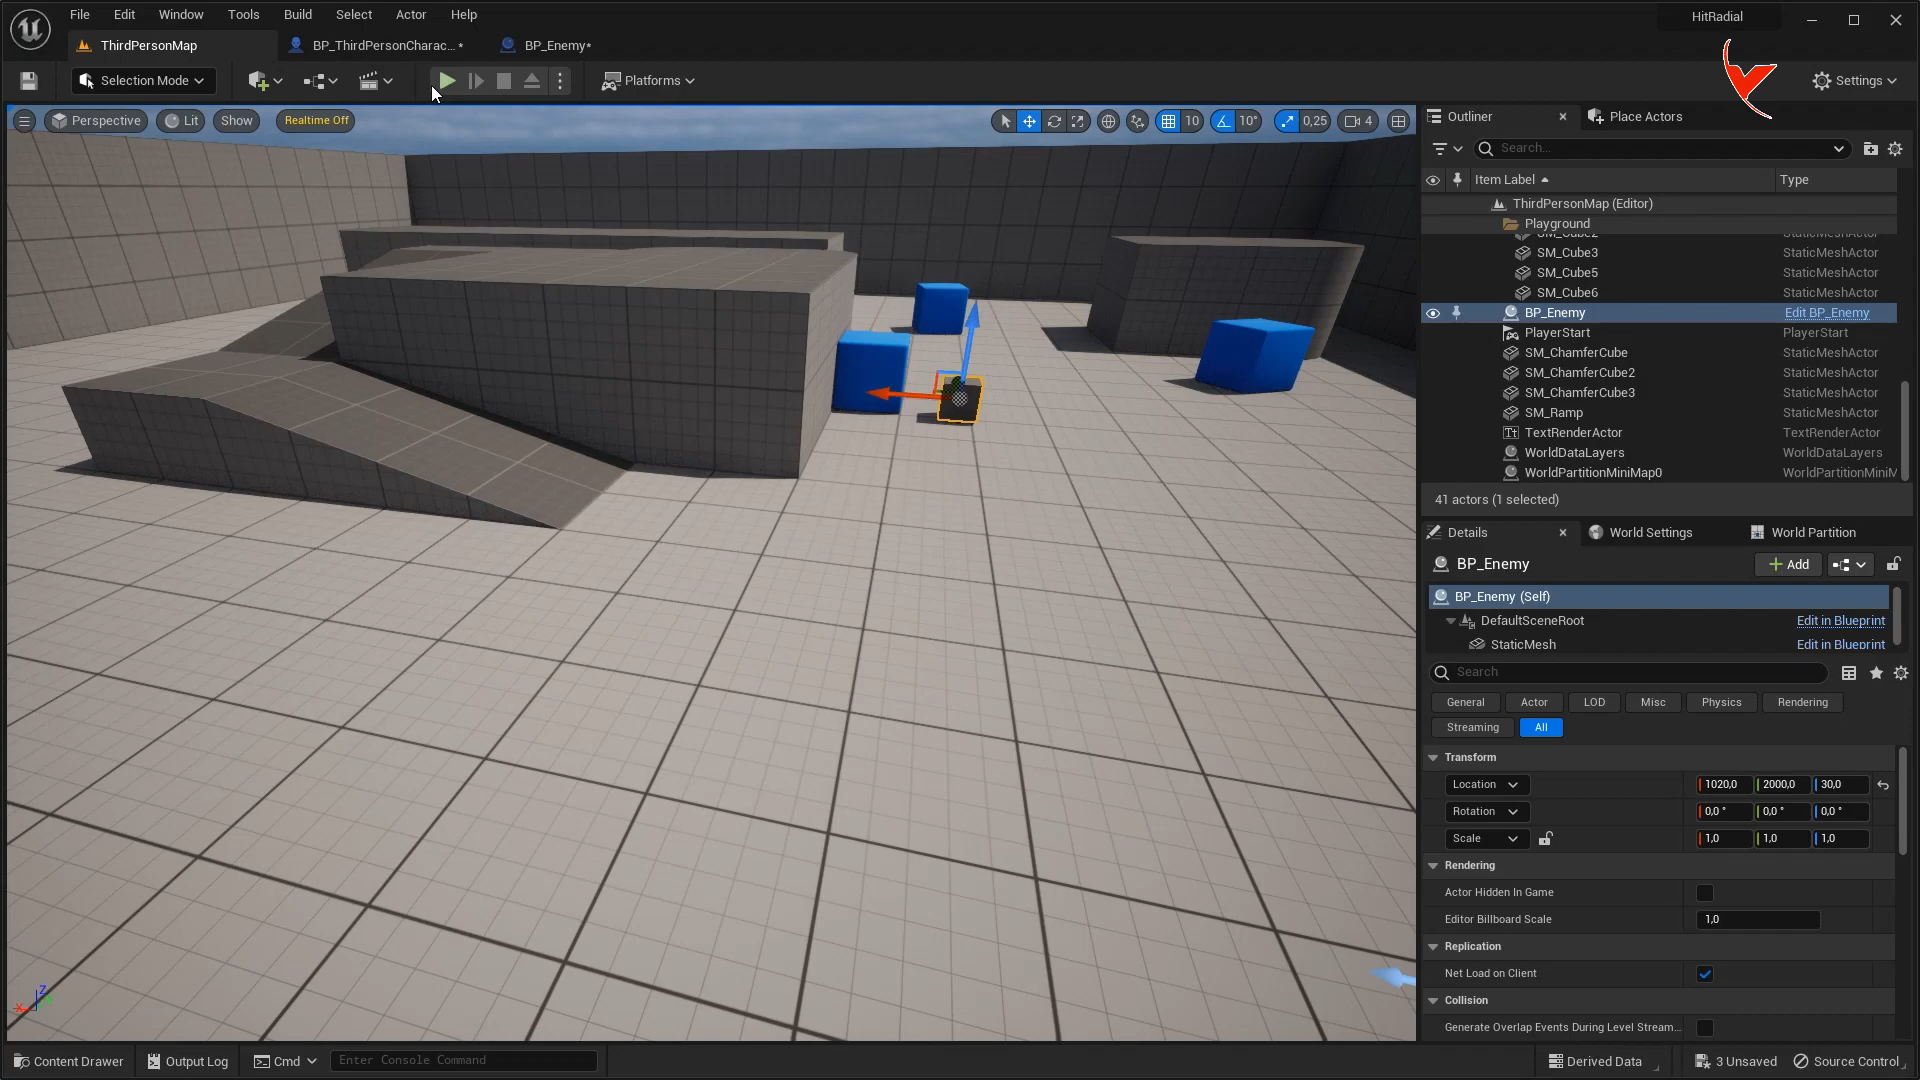 File Edit Window Tools Build Select Actor Help
HitRadial
ThirdPersonMap
BP_ThirdPersonCharac...*
BP_Enemy*
Selection Mode
Platforms
Settings
Perspective
Lit
Show
Realtime Off
10
10°
0,25
4
Outliner
Place Actors
Search...
Item Label
Type
ThirdPersonMap (Editor)
Playground
SM_Cube2 StaticMeshActor
SM_Cube3 StaticMeshActor
SM_Cube5 StaticMeshActor
SM_Cube6 StaticMeshActor
BP_Enemy Edit BP_Enemy
PlayerStart PlayerStart
SM_ChamferCube StaticMeshActor
SM_ChamferCube2 StaticMeshActor
SM_ChamferCube3 StaticMeshActor
SM_Ramp StaticMeshActor
Tt TextRenderActor TextRenderActor
WorldDataLayers WorldDataLayers
WorldPartitionMiniMap0 WorldPartitionMiniM
41 actors (1 selected)
Details
World Settings
World Partition
BP_Enemy
Add
BP_Enemy (Self)
DefaultSceneRoot Edit in Blueprint
StaticMesh Edit in Blueprint
Search
General Actor LOD Misc Physics Rendering
Streaming All
Transform
Location 1020,0 2000,0 30,0
Rotation 0,0 ° 0,0 ° 0,0 °
Scale 1,0 1,0 1,0
Rendering
Actor Hidden In Game
Editor Billboard Scale 1,0
Replication
Net Load on Client
Collision
Generate Overlap Events During Level Stream...
Z
X
Content Drawer
Output Log
Cmd
Enter Console Command
Derived Data
3 Unsaved
Source Control